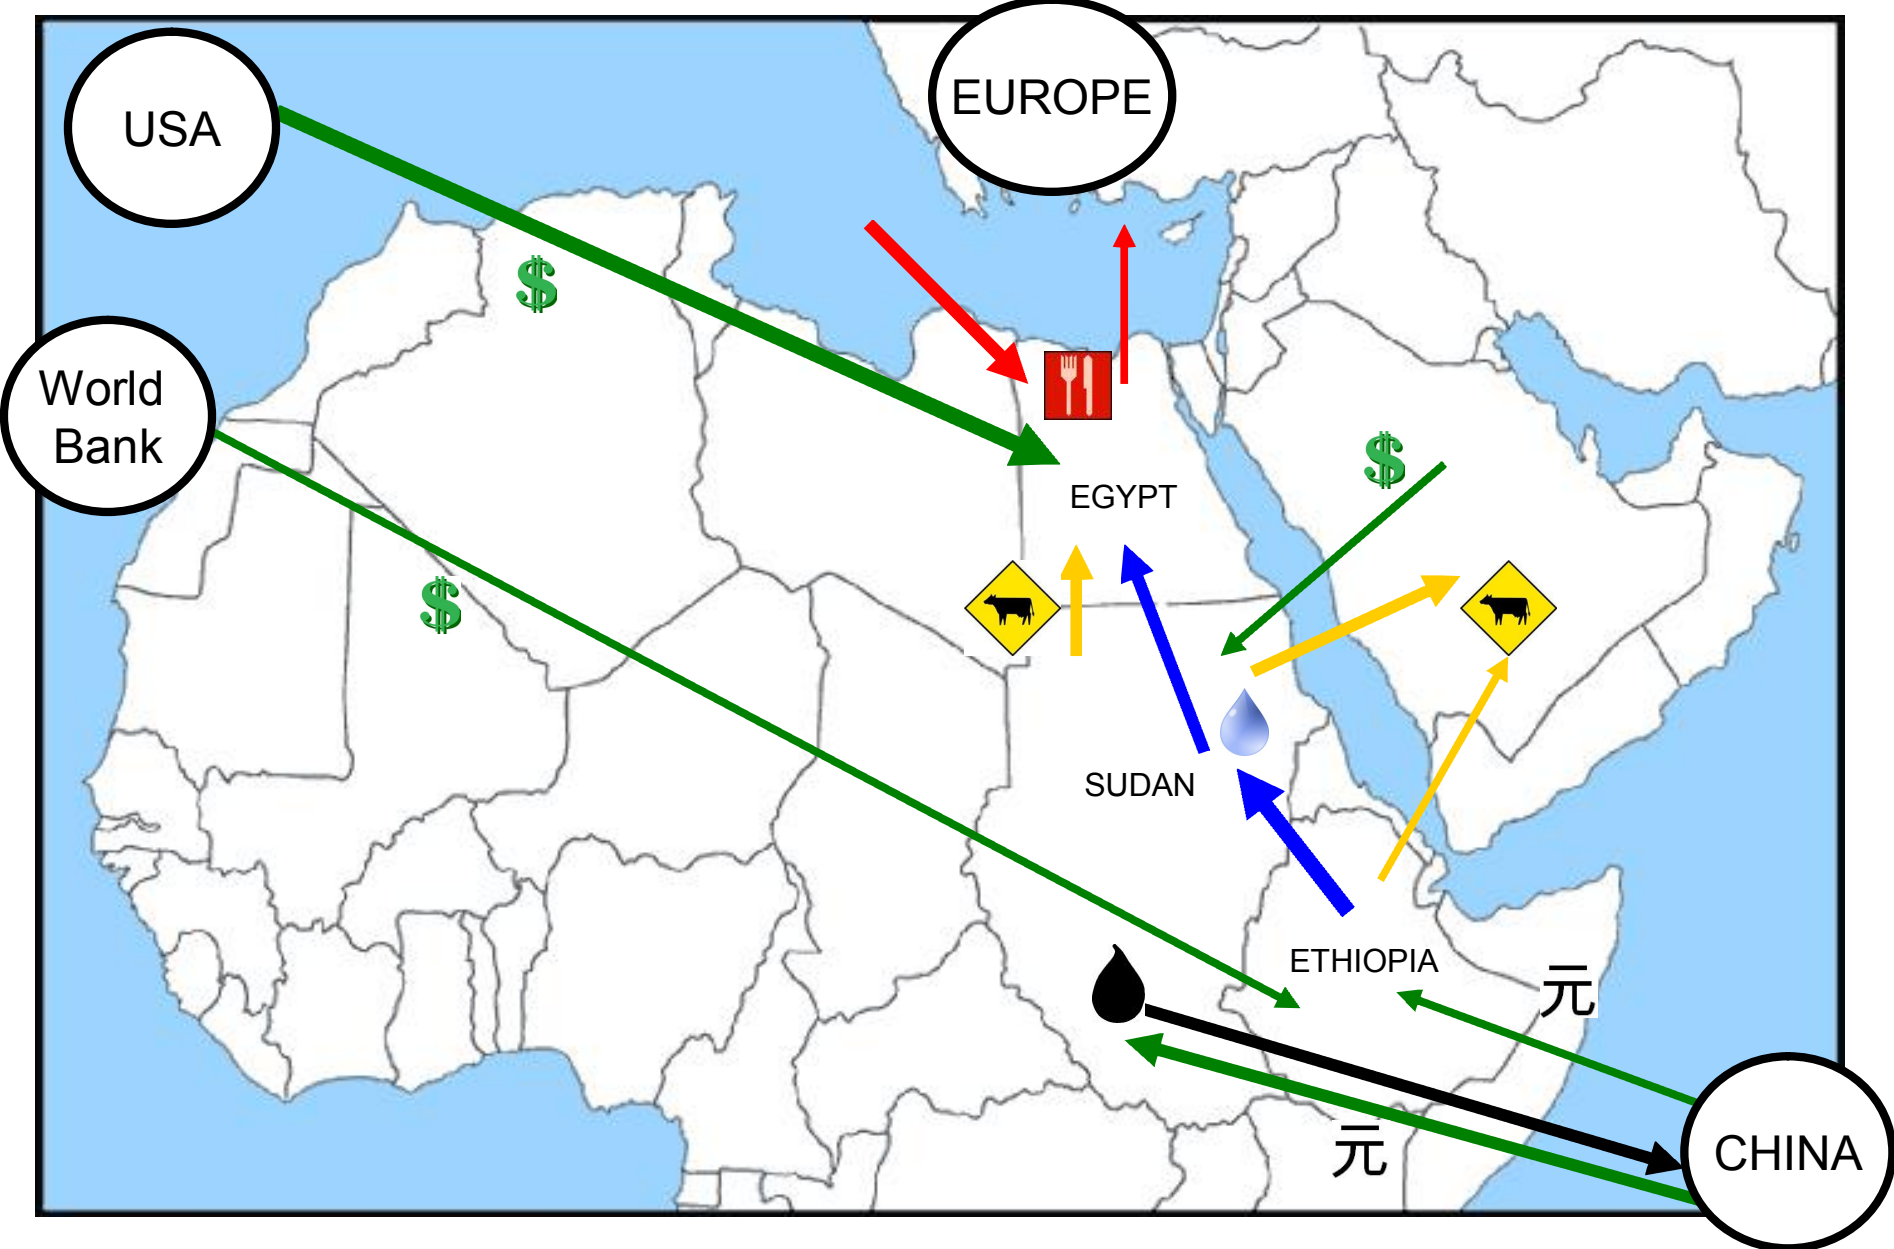 EUROPE
USA
$
World
Bank
$
EGYPT
$
SUDAN
ETHIOPIA
元
元
CHINA